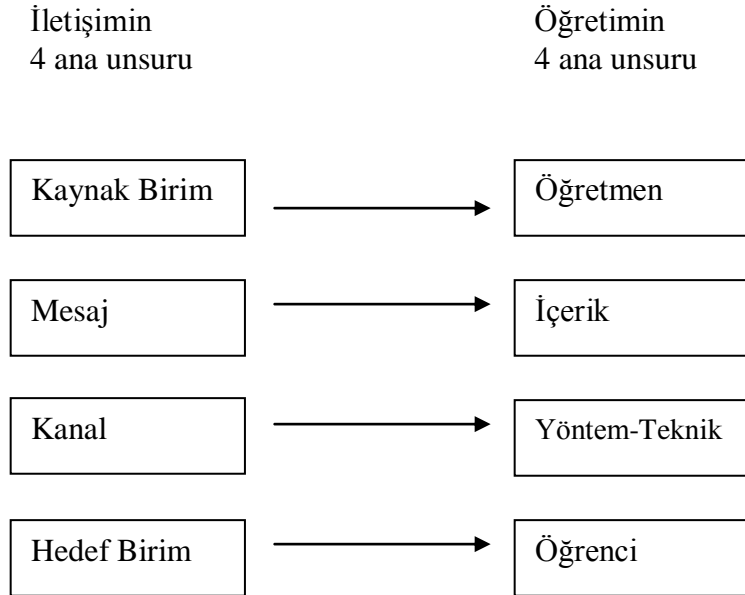 İletişimin
4 ana unsuru
Öğretimin
4 ana unsuru
Kaynak Birim
Öğretmen
Mesaj
İçerik
Kanal
Yöntem-Teknik
Hedef Birim
Öğrenci